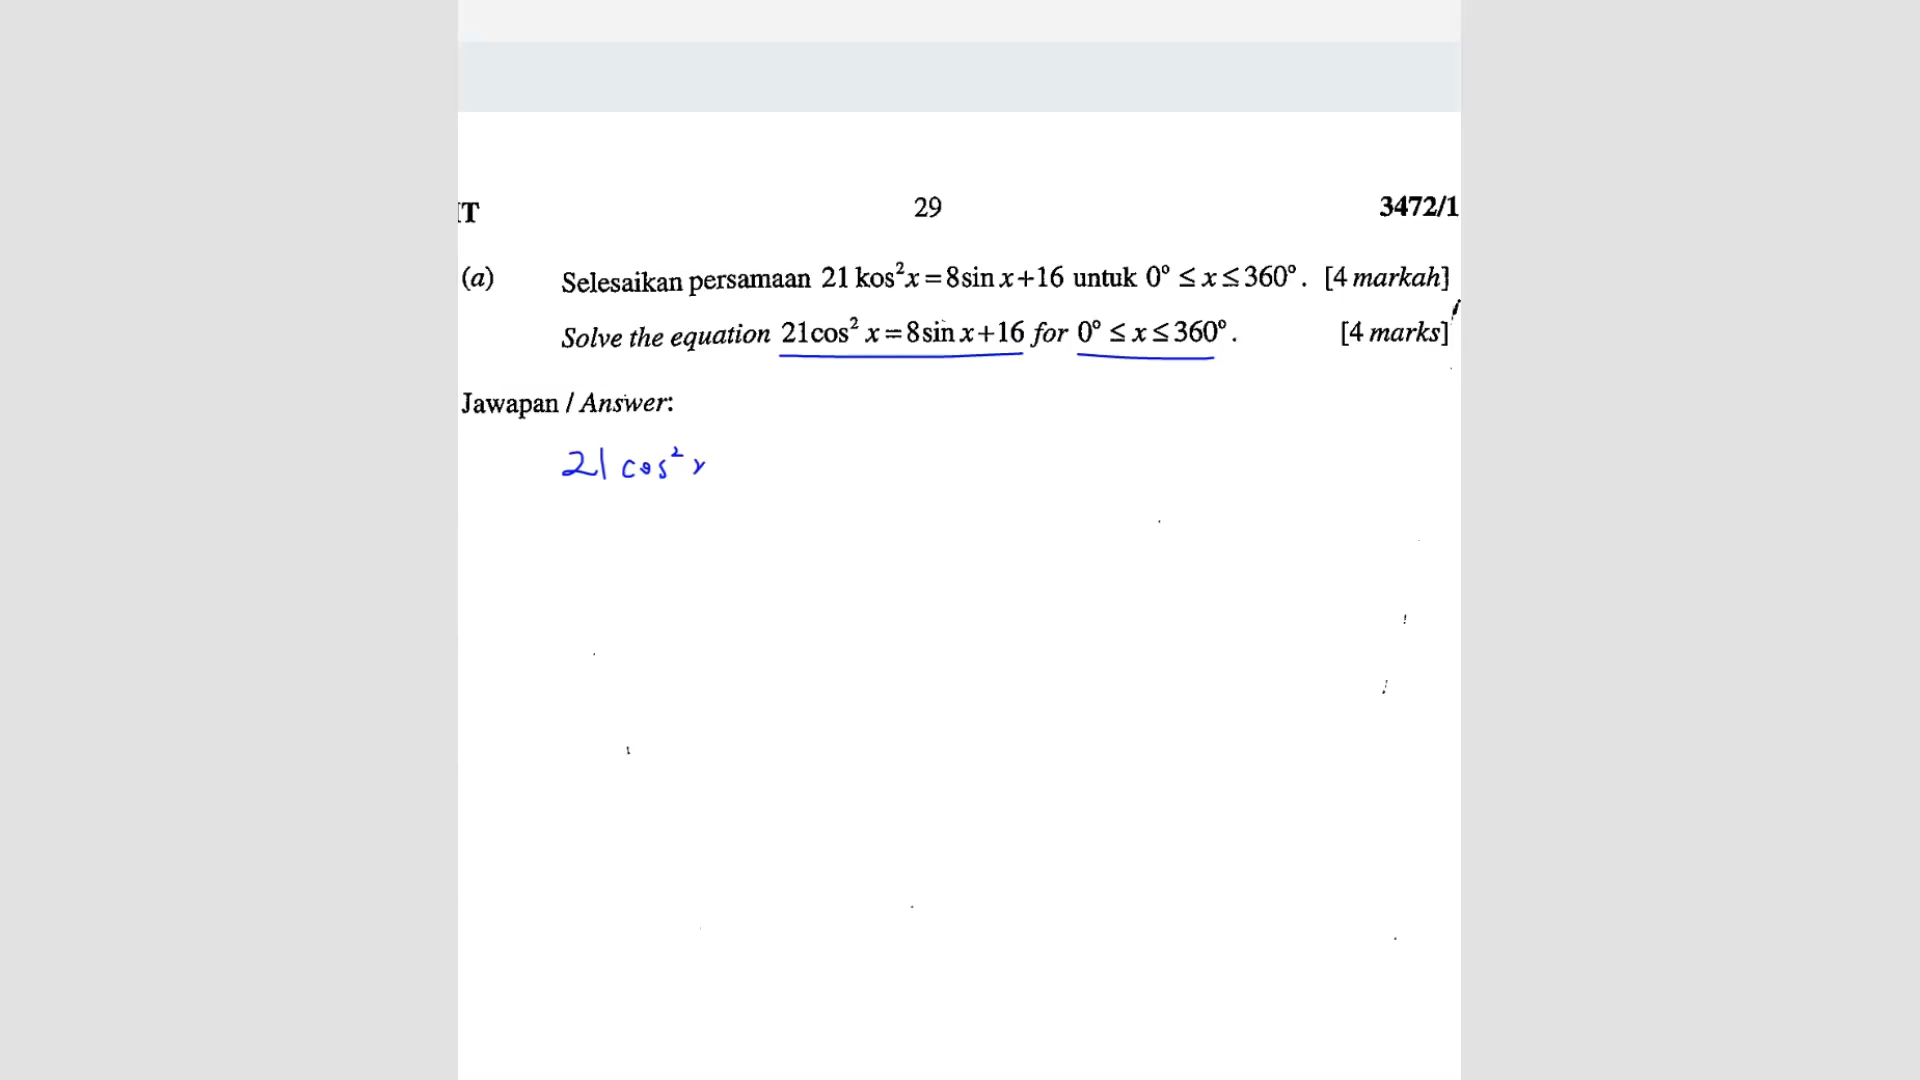 IT 29 3472/1
(a) Selesaikan persamaan 21 kos²x = 8sin x+16 untuk 0° ≤ x ≤ 360°. [4 markah]
Solve the equation 21cos² x = 8sin x+16 for 0° ≤ x ≤ 360°. [4 marks]
Jawapan / Answer:
21 cos² x